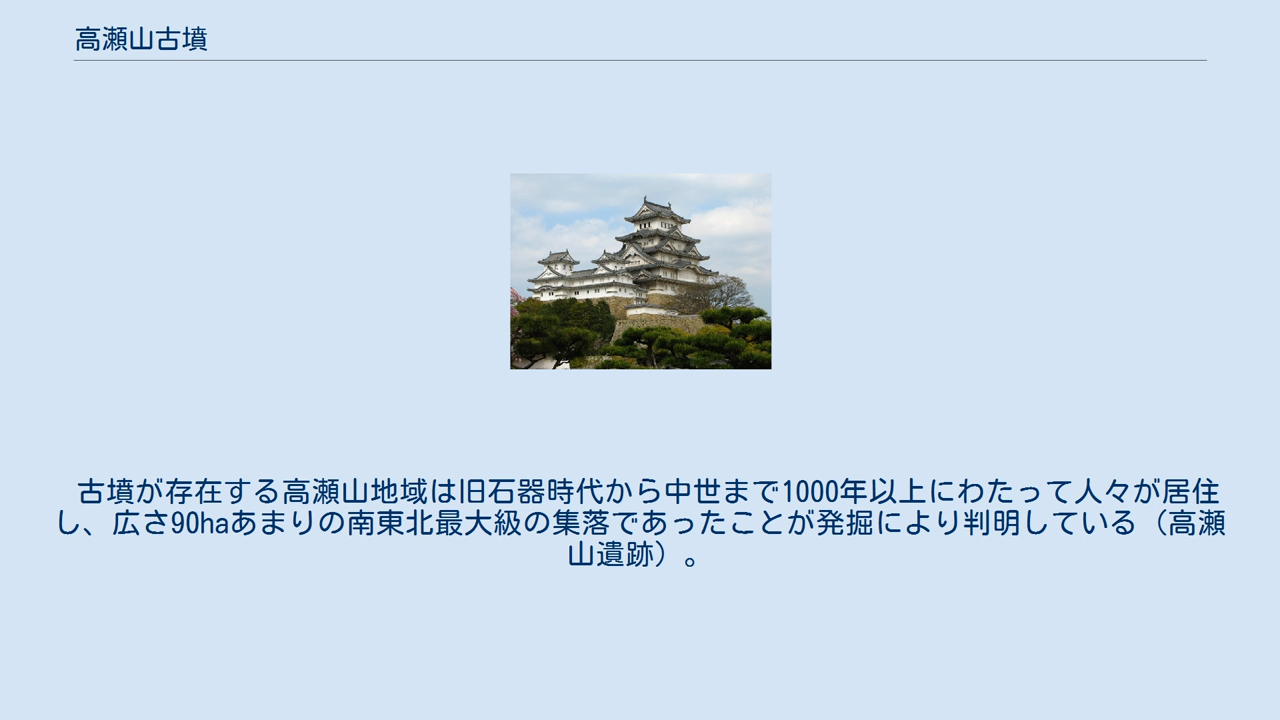 高瀬山古墳
古墳が存在する高瀬山地域は旧石器時代から中世まで1000年以上にわたって人々が居住
し、広さ90haあまりの南東北最大級の集落であったことが発掘により判明している（高瀬
山遺跡）。